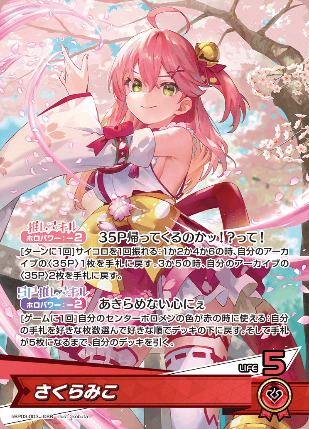 推しスキル
ホロパワー：－2
35P帰ってくるのかッ！？って！
[ターンに1回]サイコロを1回振れる：1か2か4か6の時、自分のアーカ
イブの〈35P〉1枚を手札に戻す。3か5の時、自分のアーカイブの
〈35P〉2枚を手札に戻す。
SP推しスキル
ホロパワー：－2
あきらめない心にぇ
[ゲームに1回]自分のセンターホロメンの色が赤の時に使える：自分
の手札を好きな枚数選んで好きな順でデッキの下に戻す。そして手札
が5枚になるまで、自分のデッキを引く。
さくらみこ
LIFE 5